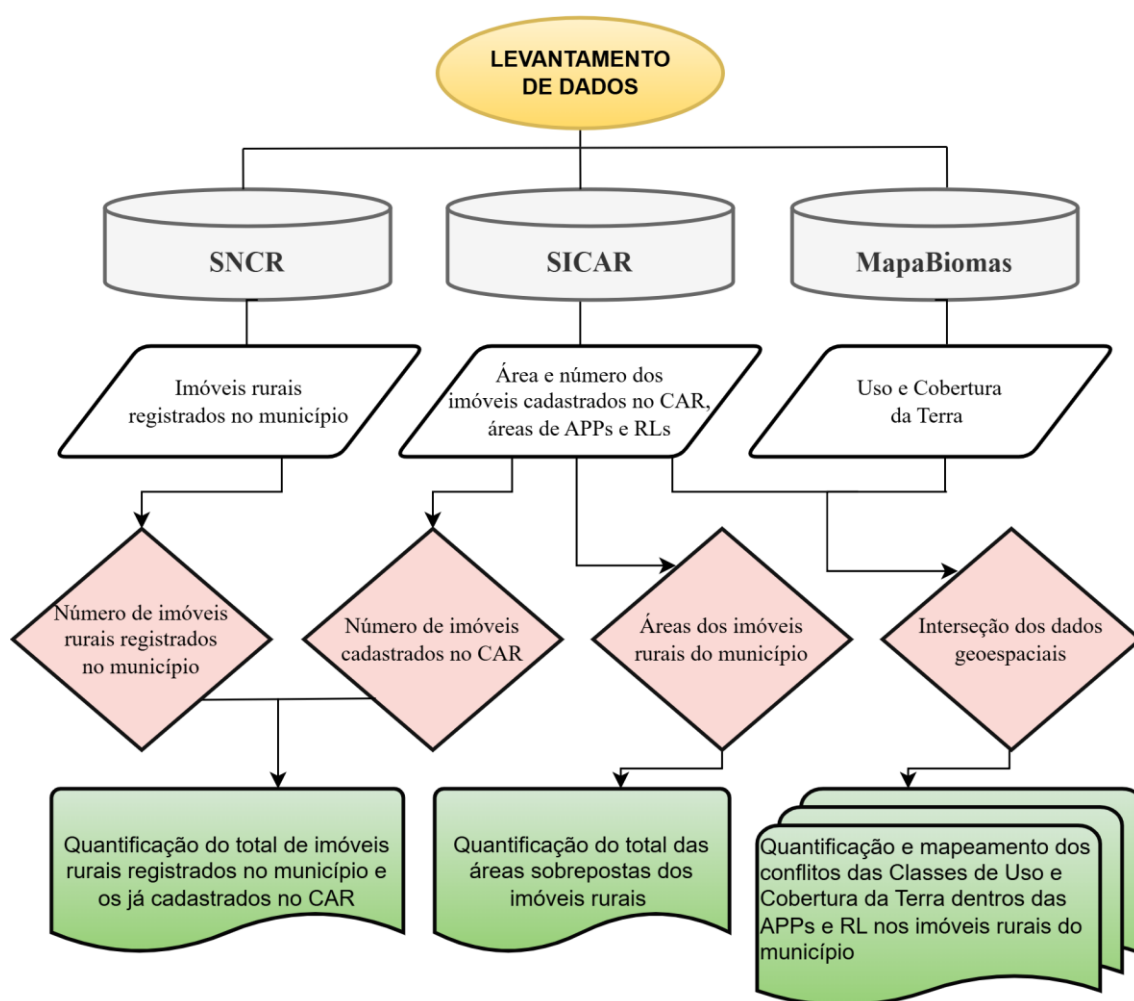 LEVANTAMENTO
DE DADOS
SNCR
SICAR
MapaBiomas
Imóveis rurais
registrados no município
Área e número dos
imóveis cadastrados no CAR,
áreas de APPs e RLs
Uso e Cobertura
da Terra
Número de imóveis
rurais registrados
no município
Número de imóveis
cadastrados no CAR
Áreas dos imóveis
rurais do município
Interseção dos dados
geoespaciais
Quantificação do total de imóveis
rurais registrados no município e
os já cadastrados no CAR
Quantificação do total das
áreas sobrepostas dos
imóveis rurais
Quantificação e mapeamento dos
conflitos das Classes de Uso e
Cobertura da Terra dentros das
APPs e RL nos imóveis rurais do
município